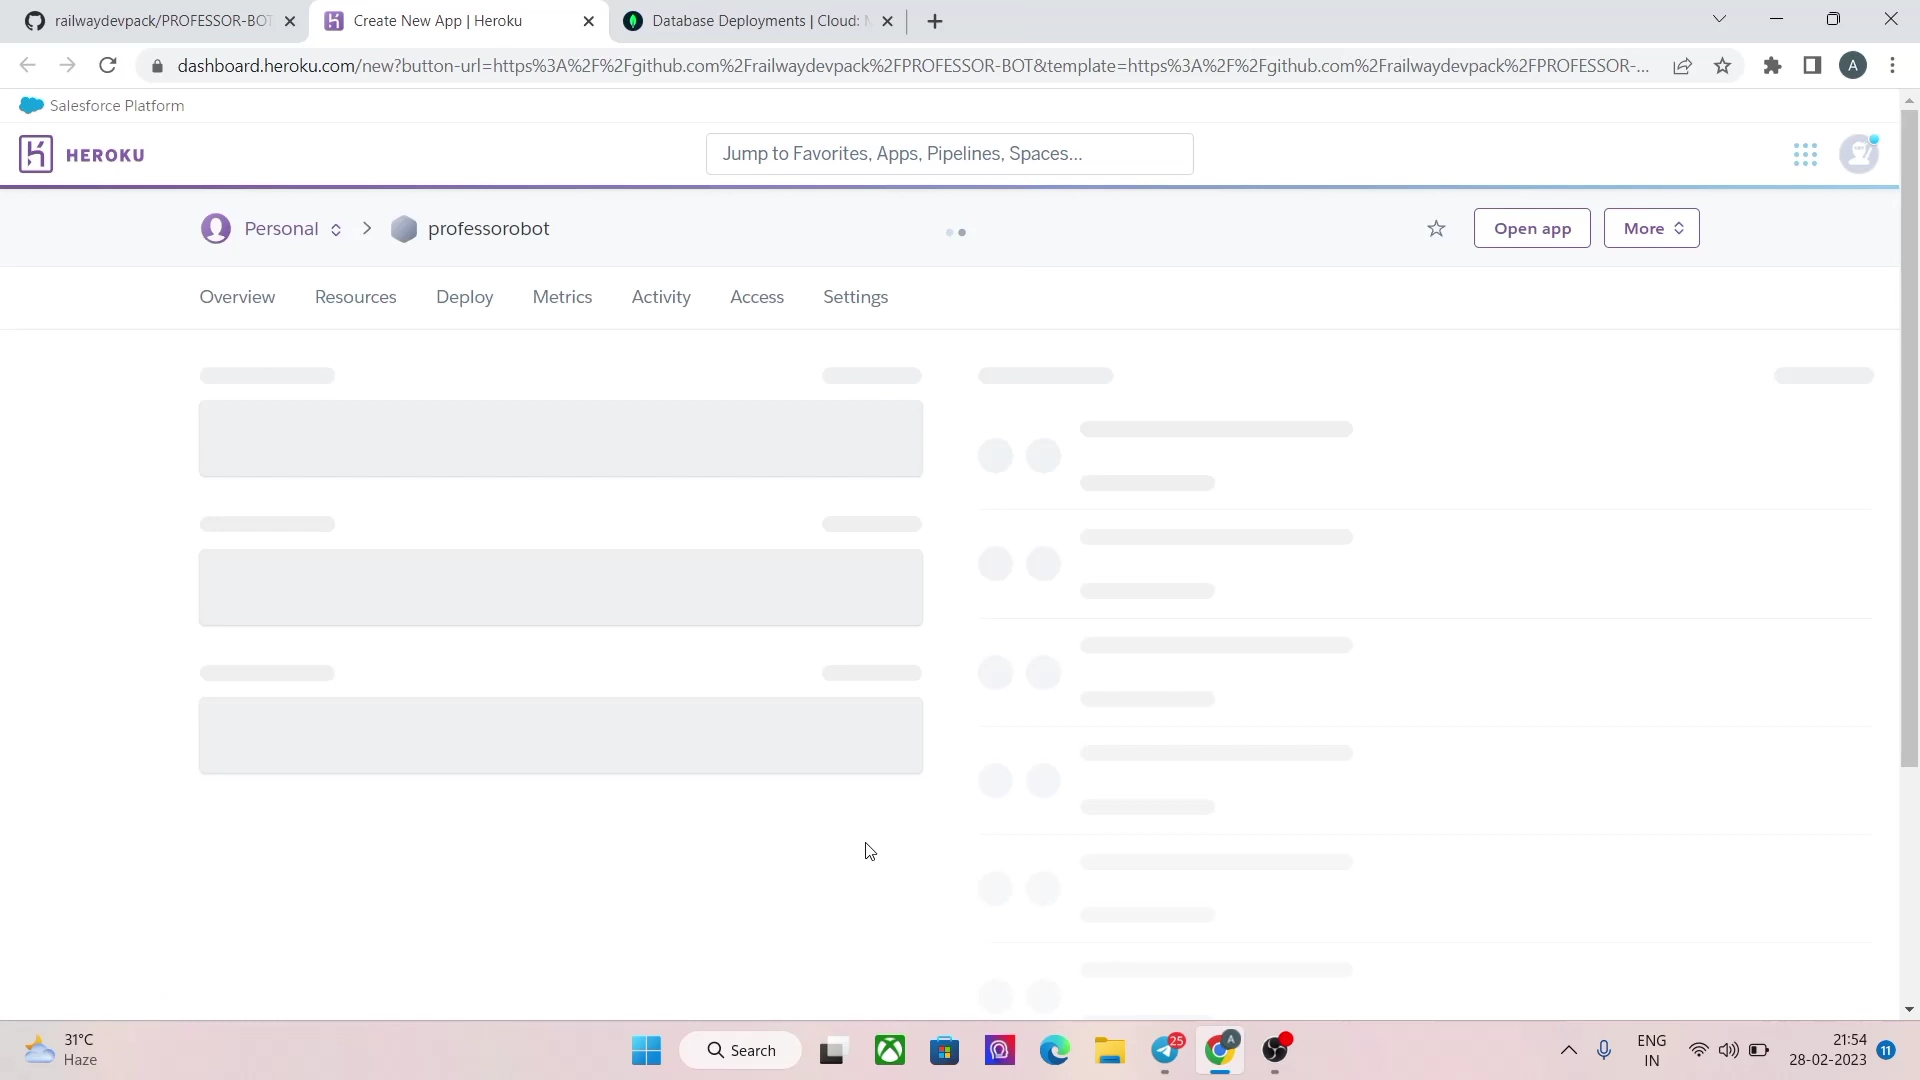 railwaydevpack/PROFESSOR-BOT
Create New App | Heroku
Database Deployments | Cloud: M
dashboard.heroku.com/new?button-url=https%3A%2F%2Fgithub.com%2Frailwaydevpack%2FPROFESSOR-BOT&template=https%3A%2F%2Fgithub.com%2Frailwaydevpack%2FPROFESSOR-...
A
Salesforce Platform
HEROKU
Jump to Favorites, Apps, Pipelines, Spaces...
Personal
professorobot
Open app
More
Overview
Resources
Deploy
Metrics
Activity
Access
Settings
31°C
Haze
Search
25
A
ENG
IN
21:54
28-02-2023
11